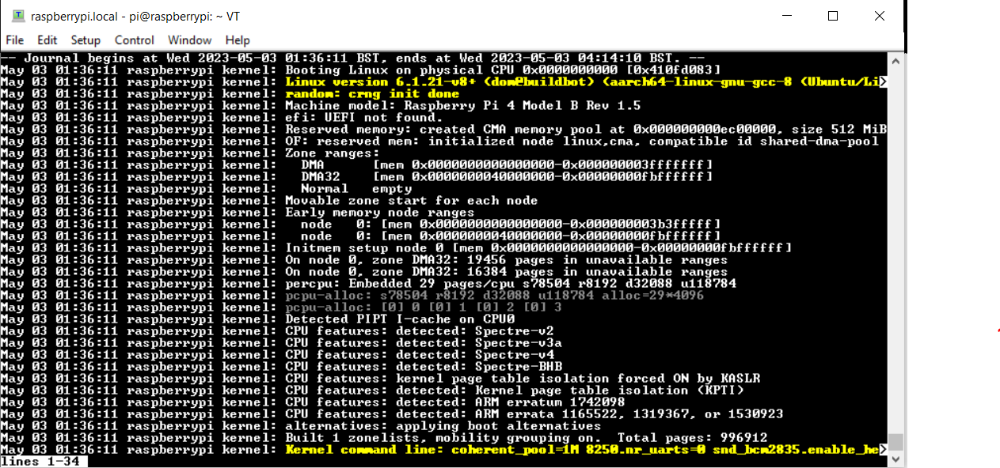 raspberrypi.local - pi@raspberrypi: ~ VT
File Edit Setup Control Window Help
-- Journal begins at Wed 2023-05-03 01:36:11 BST, ends at Wed 2023-05-03 04:14:10 BST. --
May 03 01:36:11 raspberrypi kernel: Booting Linux on physical CPU 0x0000000000 [0x410fd083]
May 03 01:36:11 raspberrypi kernel: Linux version 6.1.21-v8+ (dom@buildbot) (aarch64-linux-gnu-gcc-8 (Ubuntu/Li>
May 03 01:36:11 raspberrypi kernel: random: crng init done
May 03 01:36:11 raspberrypi kernel: Machine model: Raspberry Pi 4 Model B Rev 1.5
May 03 01:36:11 raspberrypi kernel: efi: UEFI not found.
May 03 01:36:11 raspberrypi kernel: Reserved memory: created CMA memory pool at 0x000000000ec00000, size 512 MiB
May 03 01:36:11 raspberrypi kernel: OF: reserved mem: initialized node linux,cma, compatible id shared-dma-pool
May 03 01:36:11 raspberrypi kernel: Zone ranges:
May 03 01:36:11 raspberrypi kernel:   DMA      [mem 0x0000000000000000-0x000000003fffffff]
May 03 01:36:11 raspberrypi kernel:   DMA32    [mem 0x0000000040000000-0x00000000fbffffff]
May 03 01:36:11 raspberrypi kernel:   Normal   empty
May 03 01:36:11 raspberrypi kernel: Movable zone start for each node
May 03 01:36:11 raspberrypi kernel: Early memory node ranges
May 03 01:36:11 raspberrypi kernel:   node   0: [mem 0x0000000000000000-0x000000003b3fffff]
May 03 01:36:11 raspberrypi kernel:   node   0: [mem 0x0000000040000000-0x00000000fbffffff]
May 03 01:36:11 raspberrypi kernel: Initmem setup node 0 [mem 0x0000000000000000-0x00000000fbffffff]
May 03 01:36:11 raspberrypi kernel: On node 0, zone DMA32: 19456 pages in unavailable ranges
May 03 01:36:11 raspberrypi kernel: On node 0, zone DMA32: 16384 pages in unavailable ranges
May 03 01:36:11 raspberrypi kernel: percpu: Embedded 29 pages/cpu s78504 r8192 d32088 u118784
May 03 01:36:11 raspberrypi kernel: pcpu-alloc: s78504 r8192 d32088 u118784 alloc=29*4096
May 03 01:36:11 raspberrypi kernel: pcpu-alloc: [0] 0 [0] 1 [0] 2 [0] 3
May 03 01:36:11 raspberrypi kernel: Detected PIPT I-cache on CPU0
May 03 01:36:11 raspberrypi kernel: CPU features: detected: Spectre-v2
May 03 01:36:11 raspberrypi kernel: CPU features: detected: Spectre-v3a
May 03 01:36:11 raspberrypi kernel: CPU features: detected: Spectre-v4
May 03 01:36:11 raspberrypi kernel: CPU features: detected: Spectre-BHB
May 03 01:36:11 raspberrypi kernel: CPU features: kernel page table isolation forced ON by KASLR
May 03 01:36:11 raspberrypi kernel: CPU features: detected: Kernel page table isolation (KPTI)
May 03 01:36:11 raspberrypi kernel: CPU features: detected: ARM erratum 1742098
May 03 01:36:11 raspberrypi kernel: CPU features: detected: ARM errata 1165522, 1319367, or 1530923
May 03 01:36:11 raspberrypi kernel: alternatives: applying boot alternatives
May 03 01:36:11 raspberrypi kernel: Built 1 zonelists, mobility grouping on.  Total pages: 996912
May 03 01:36:11 raspberrypi kernel: Kernel command line: coherent_pool=1M 8250.nr_uarts=0 snd_bcm2835.enable_he>
lines 1-34